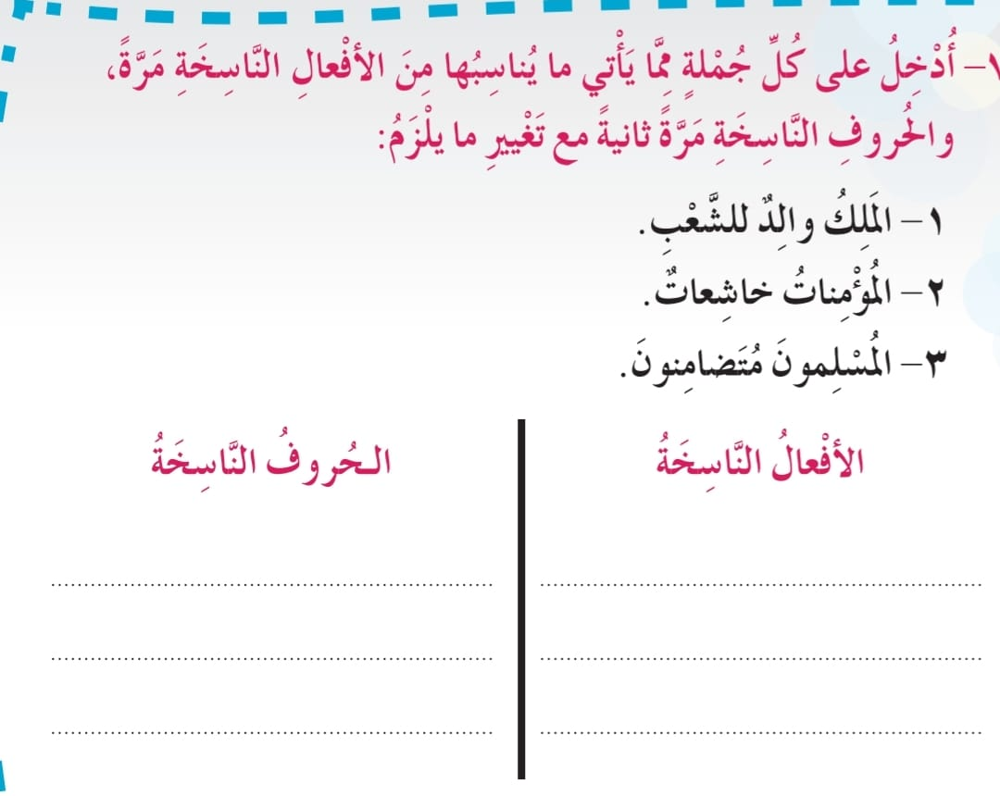 ١– أُدْخِلُ على كُلِّ جُمْلةٍ مِمَّا يَأْتي ما يُناسِبُها مِنَ الأفْعالِ النَّاسِخَةِ مَرَّةً،
والحُروفِ النَّاسِخَةِ مَرَّةً ثانيةً مع تَغْييرِ ما يلْزَمُ:
١– المَلِكُ والِدٌ للشَّعْبِ.
٢– المُؤْمِناتُ خاشِعاتٌ.
٣– المُسْلِمونَ مُتَضامِنونَ.
الأفْعالُ النَّاسِخَةُ
الـحُروفُ النَّاسِخَةُ